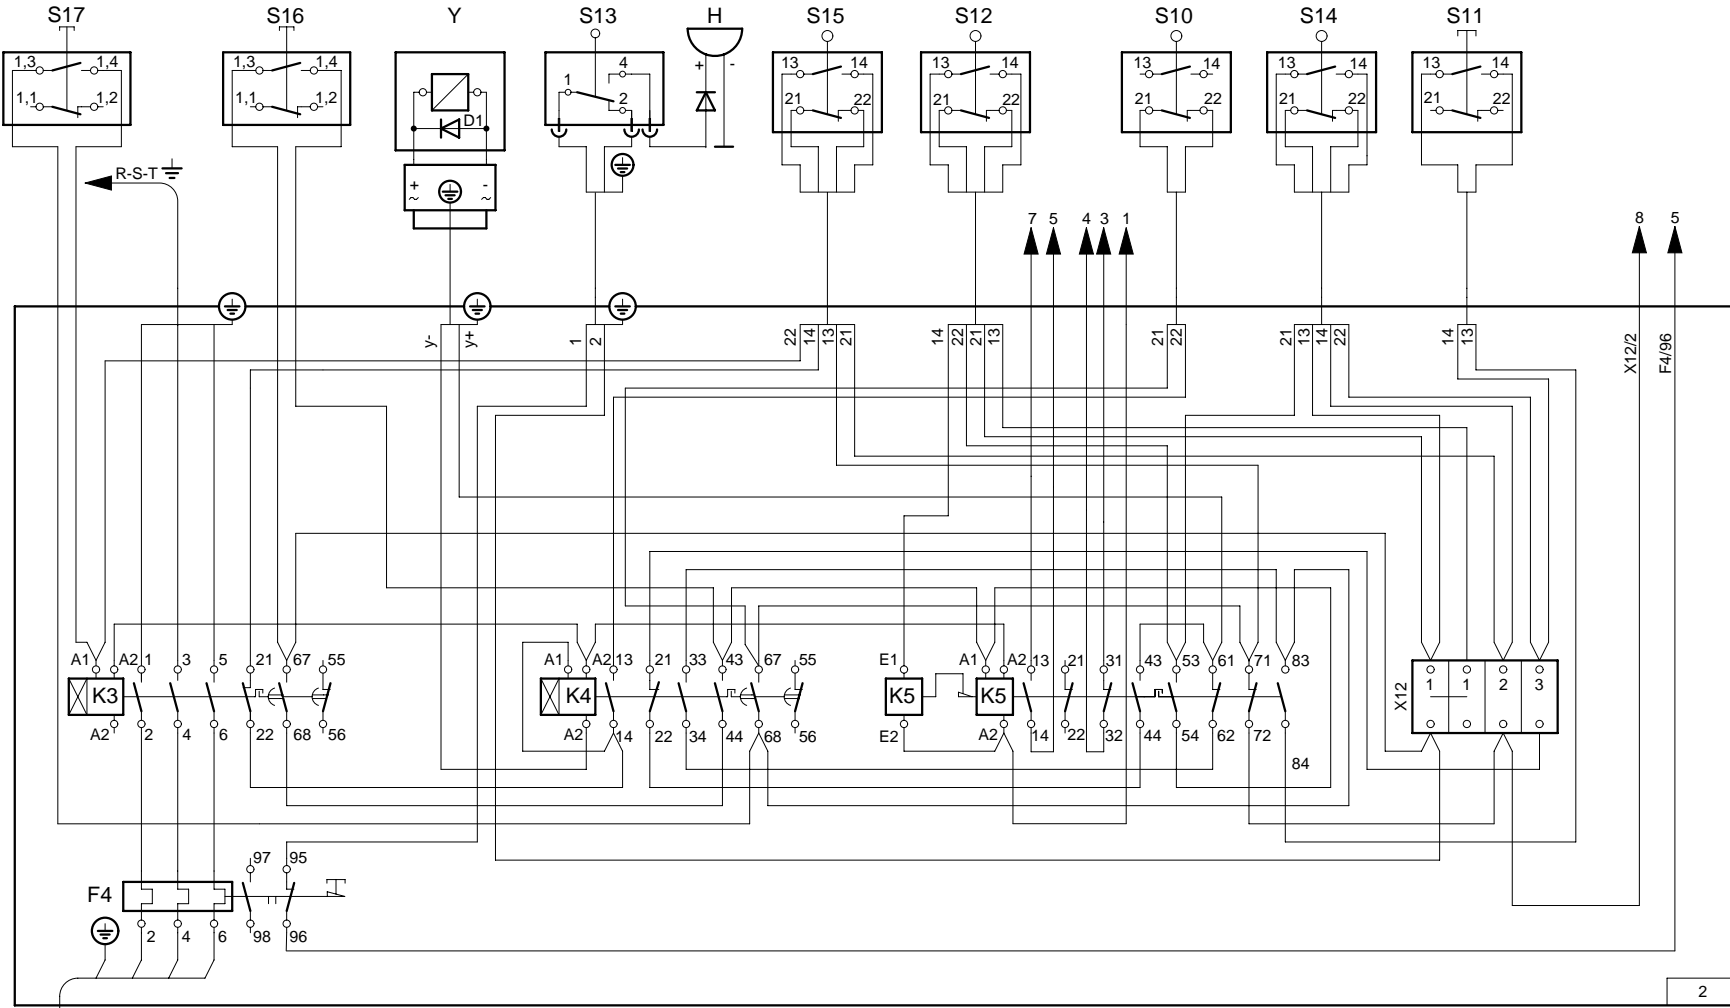 S17 S16 Y S13 H S15 S12 S10 S14 S11
1,3 1,4 1,3 1,4 1 4 + - 13 14 13 14 13 14 13 14 13 14
1,1 1,2 1,1 1,2 D1 2 21 22 21 22 21 22 21 22 21 22
R-S-T
+ -
~ ~
7 5 4 3 1 8 5
y- y+ 1 2 22 14 13 21 14 22 21 13 21 22 21 13 14 22 14 13 X12/2 F4/96
A1 A2 1 3 5 21 67 55 A1 A2 13 21 33 43 67 55 E1 A1 A2 13 21 31 43 53 61 71 83
K3 K4 K5 K5 X12 1 1 2 3
A2 2 4 6 22 68 56 A2 14 22 34 44 68 56 E2 A2 14 22 32 44 54 62 72
84
97 95
F4
2 4 6 98 96
2